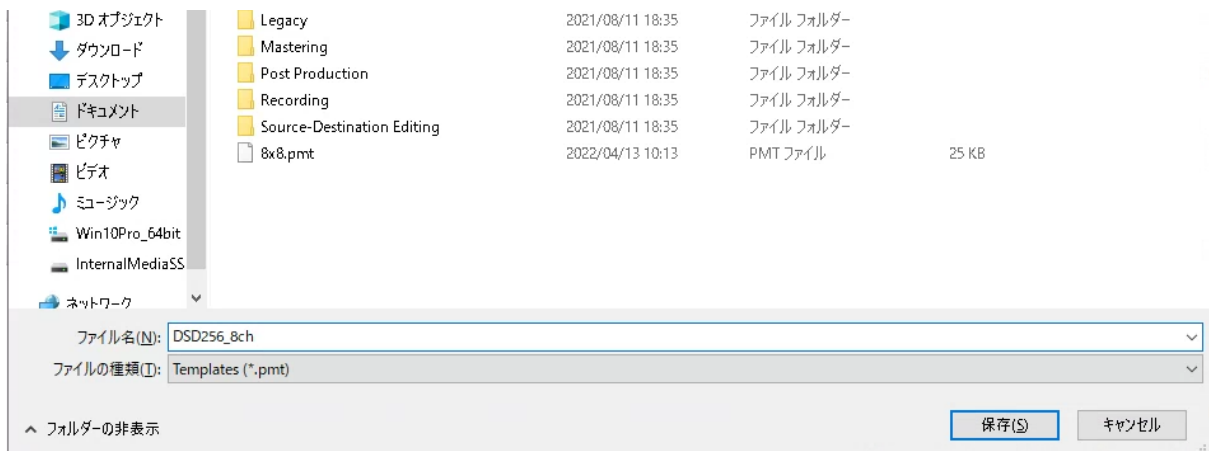 3D オブジェクト
ダウンロード
デスクトップ
ドキュメント
ピクチャ
ビデオ
ミュージック
Win10Pro_64bit
InternalMediaSS
ネットワーク
Legacy 2021/08/11 18:35 ファイル フォルダー
Mastering 2021/08/11 18:35 ファイル フォルダー
Post Production 2021/08/11 18:35 ファイル フォルダー
Recording 2021/08/11 18:35 ファイル フォルダー
Source-Destination Editing 2021/08/11 18:35 ファイル フォルダー
8x8.pmt 2022/04/13 10:13 PMT ファイル 25 KB
ファイル名(N): DSD256_8ch
ファイルの種類(T): Templates (*.pmt)
フォルダーの非表示 保存(S) キャンセル